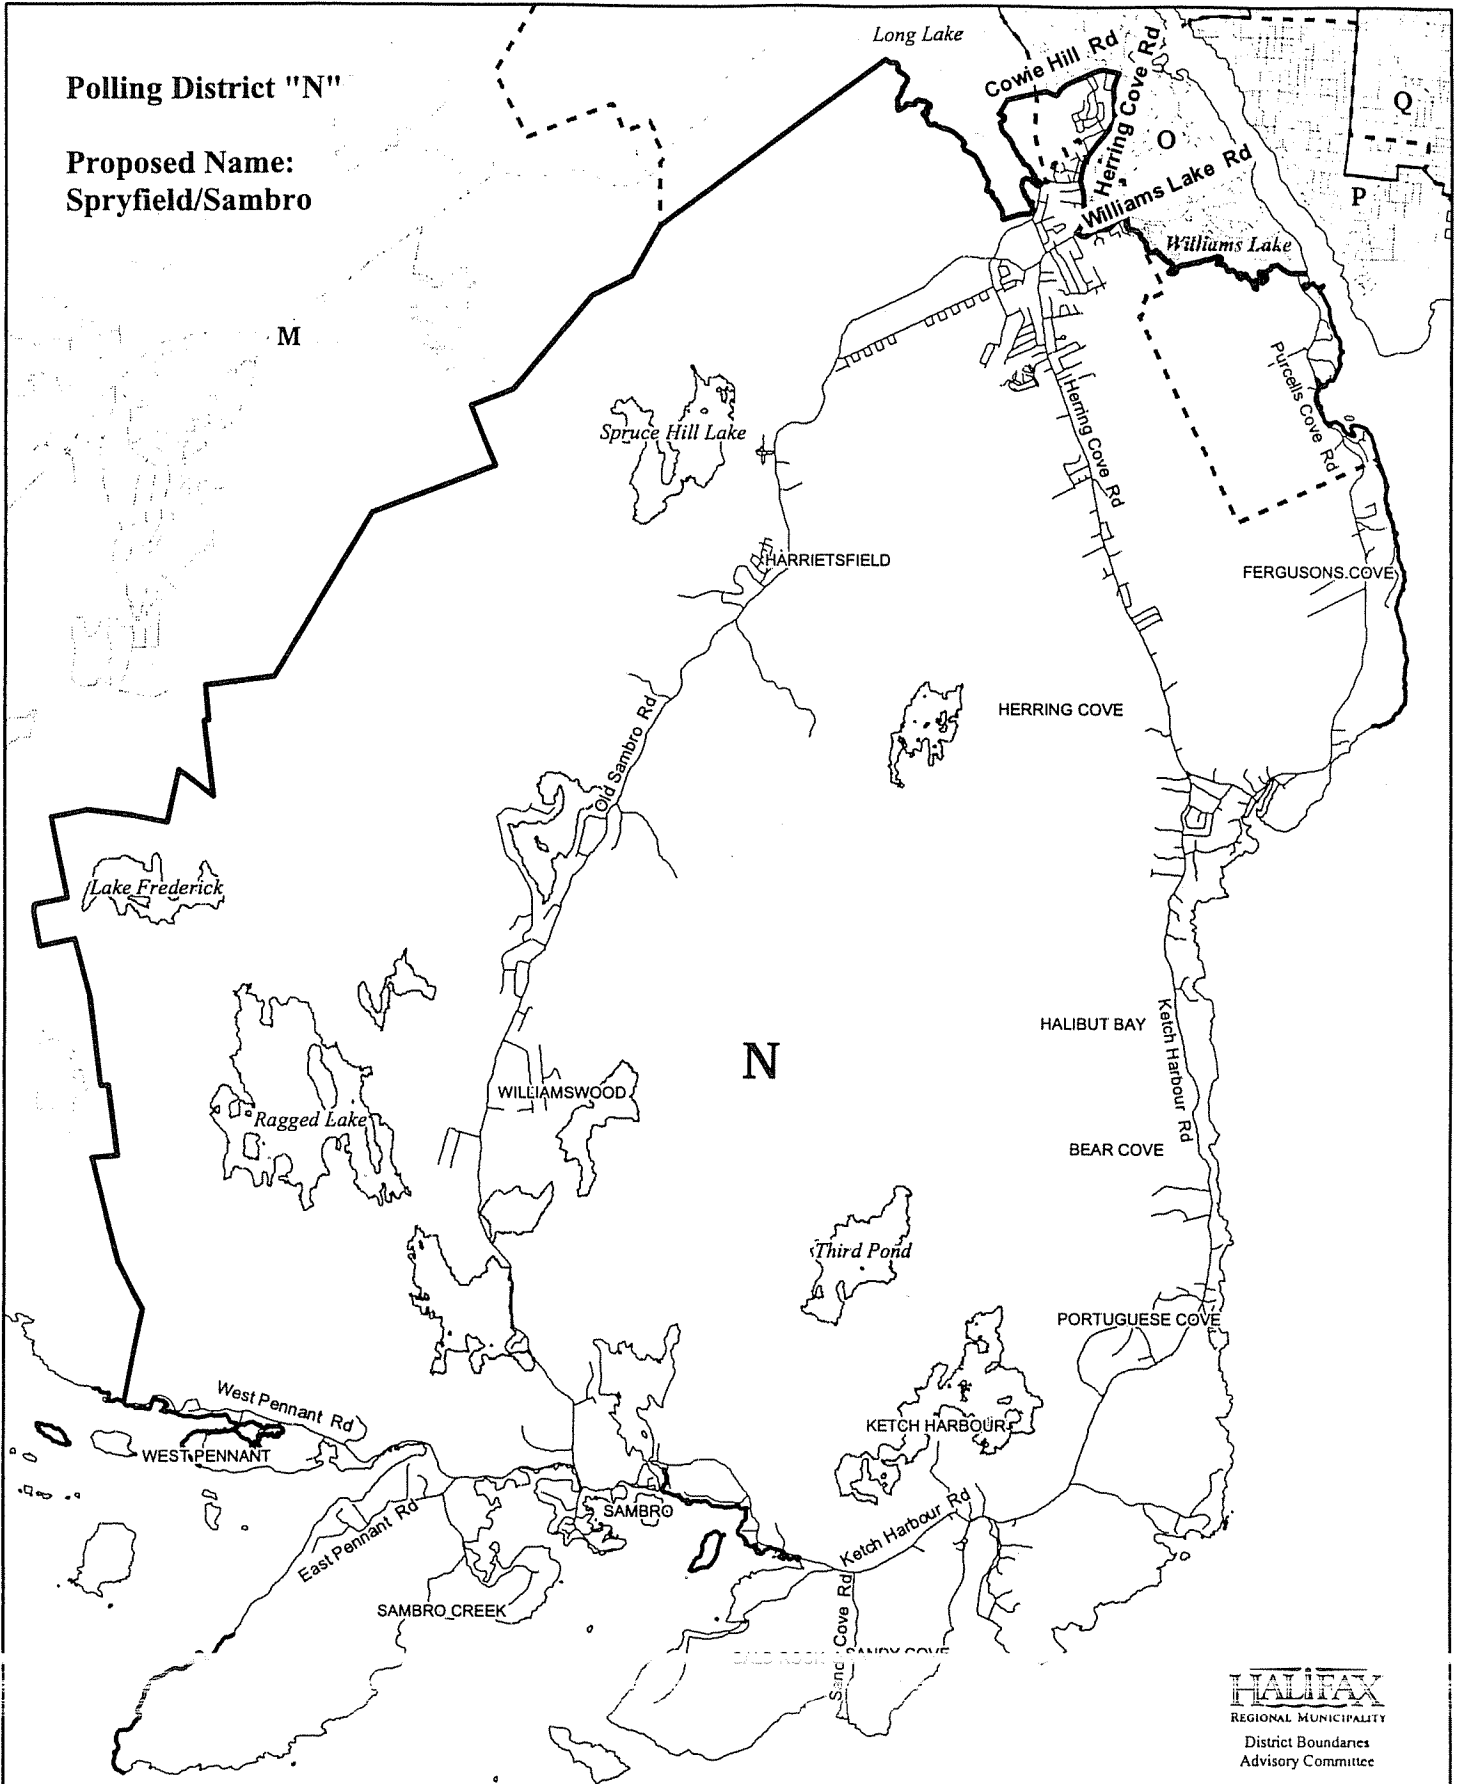 Polling District "N"
Proposed Name:
Spryfield/Sambro
Long Lake
Cowie Hill Rd
Herring Cove Rd
Q
O
Williams Lake Rd
P
Williams Lake
M
Purcells Cove Rd
Spruce Hill Lake
Herring Cove Rd
HARRIETSFIELD
FERGUSONS COVE
Old Sambro Rd
HERRING COVE
Lake Frederick
HALIBUT BAY
Ketch Harbour Rd
N
WILLIAMSWOOD
Ragged Lake
BEAR COVE
Third Pond
PORTUGUESE COVE
West Pennant Rd
KETCH HARBOUR
WEST PENNANT
SAMBRO
East Pennant Rd
Ketch Harbour Rd
SAMBRO CREEK
Cove Rd
SANDY COVE
HALIFAX
REGIONAL MUNICIPALITY
District Boundaries
Advisory Committee